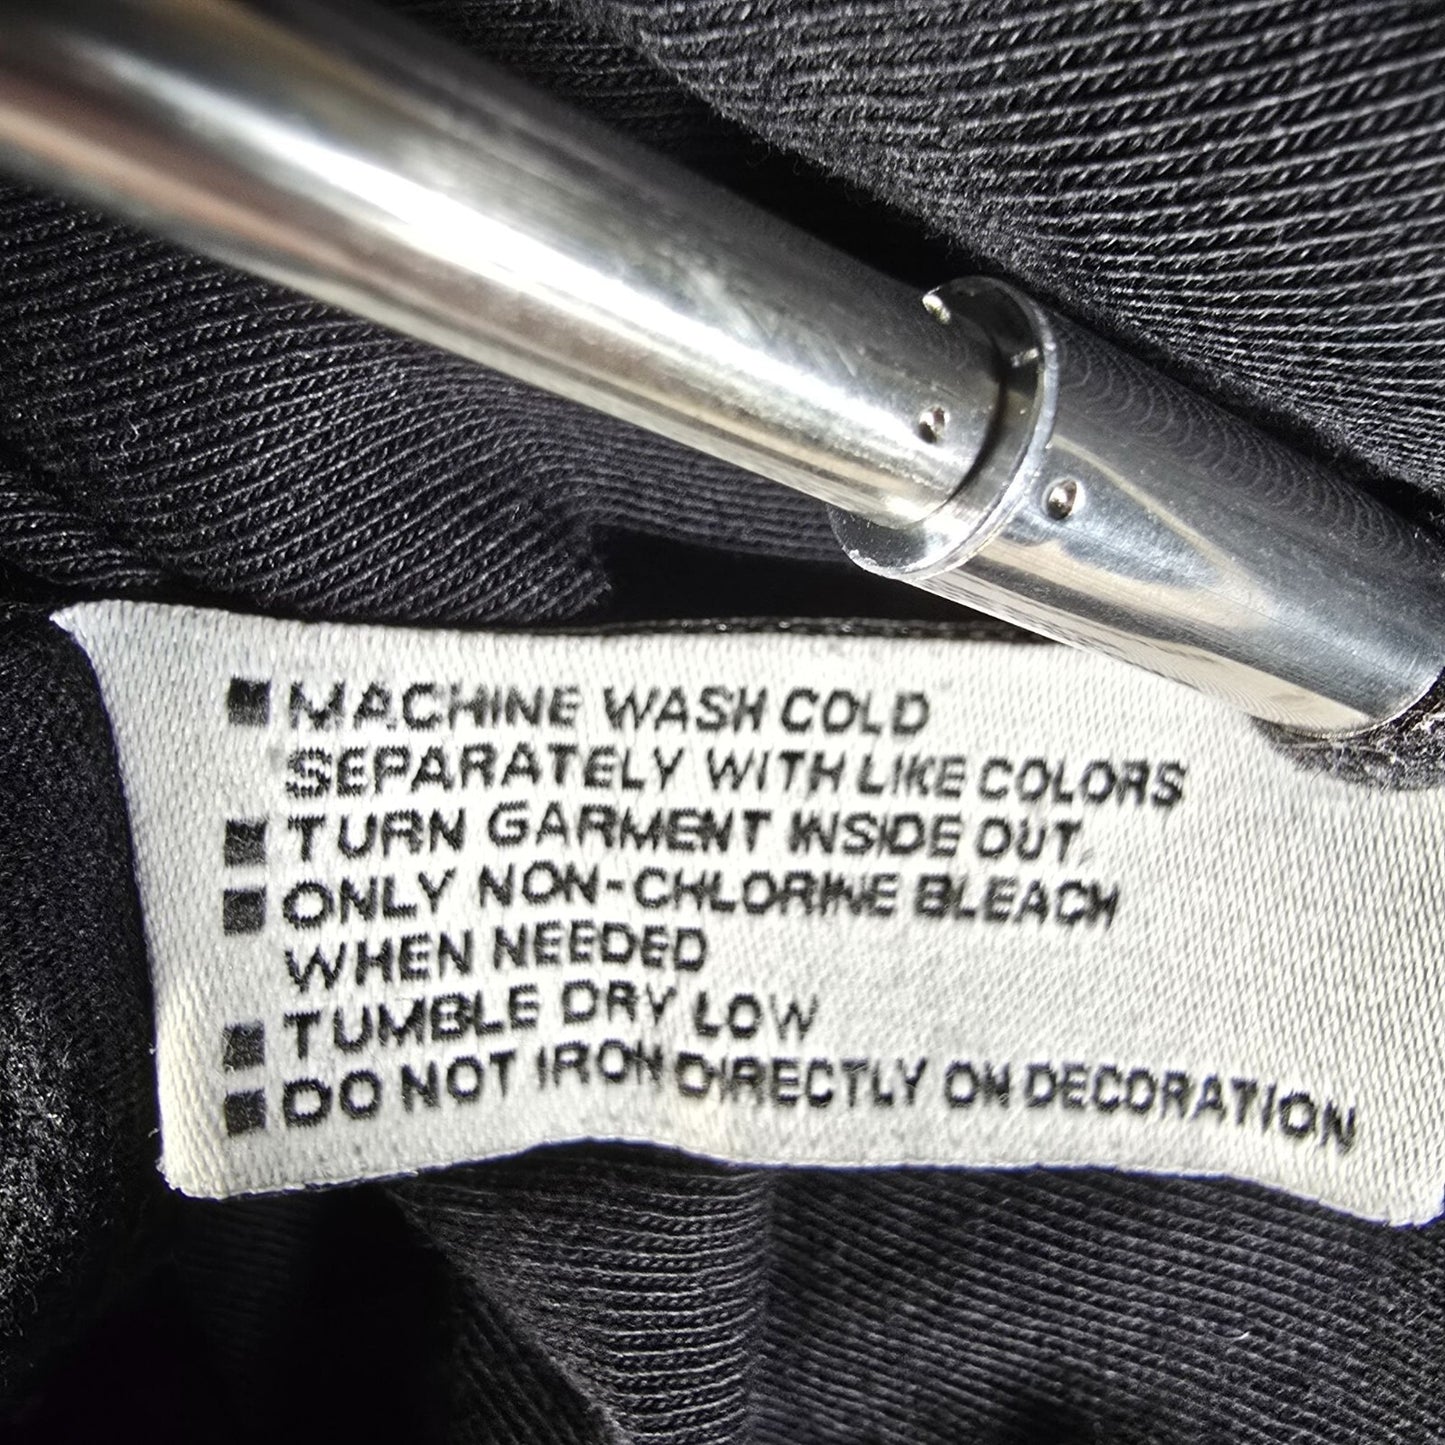 ■ MACHINE WASH COLD
SEPARATELY WITH LIKE COLORS
■ TURN GARMENT INSIDE OUT.
■ ONLY NON-CHLORINE BLEACH
WHEN NEEDED
■ TUMBLE DRY LOW
■ DO NOT IRON DIRECTLY ON DECORATION